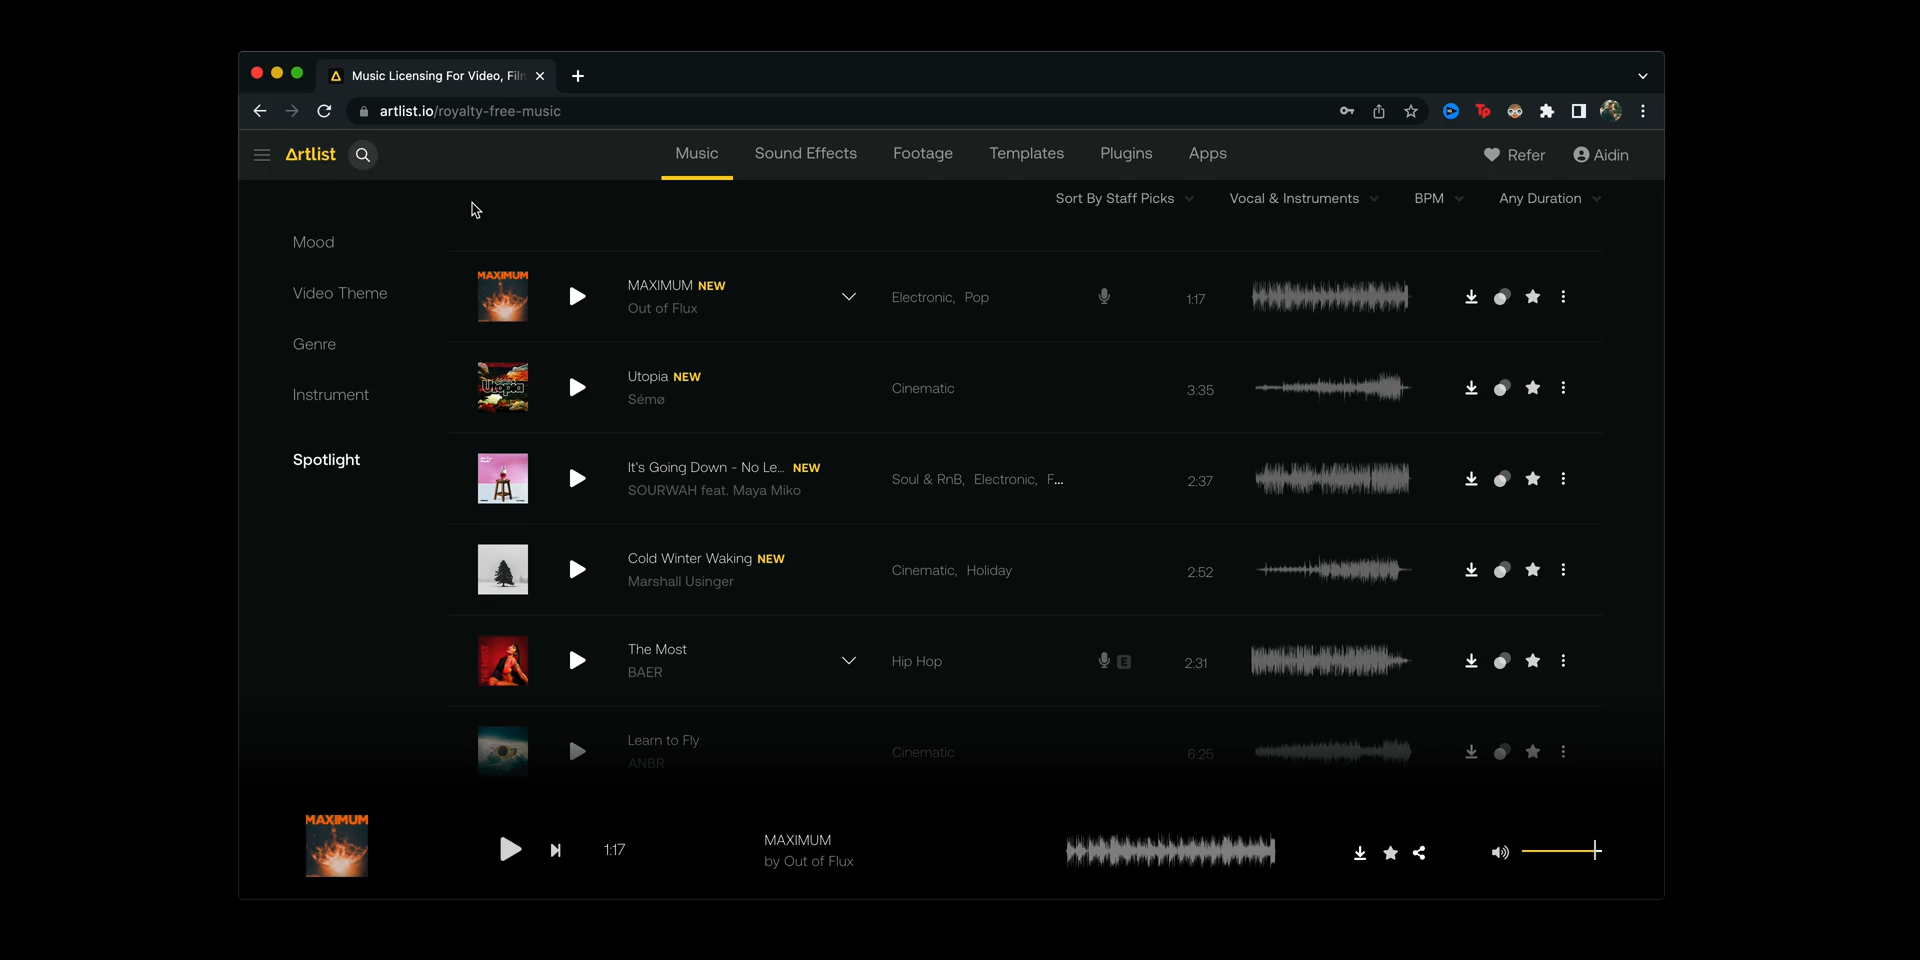 Music Licensing For Video, Fil
artlist.io/royalty-free-music
Artlist
Music Sound Effects Footage Templates Plugins Apps
Refer Aidin
Sort By Staff Picks Vocal & Instruments BPM Any Duration
Mood
Video Theme
Genre
Instrument
Spotlight
MAXIMUM
MAXIMUM NEW
Out of Flux
Electronic, Pop
1:17
Utopia
Utopia NEW
Sémø
Cinematic
3:35
It's Going Down - No Le... NEW
SOURWAH feat. Maya Miko
Soul & RnB, Electronic, F...
2:37
Cold Winter Waking NEW
Marshall Usinger
Cinematic, Holiday
2:52
THE MOST
The Most
BAER
Hip Hop
E
2:31
Learn to Fly
ANBR
Cinematic
6:25
MAXIMUM
1:17
MAXIMUM
by Out of Flux